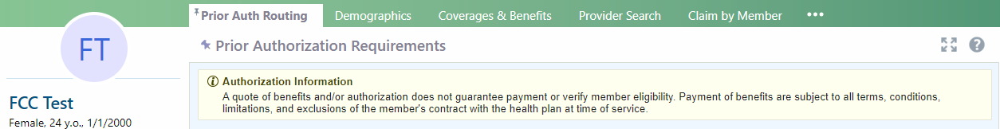 Prior Auth Routing Demographics Coverages & Benefits Provider Search Claim by Member
FT
Prior Authorization Requirements
Authorization Information
A quote of benefits and/or authorization does not guarantee payment or verify member eligibility. Payment of benefits are subject to all terms, conditions,
limitations, and exclusions of the member's contract with the health plan at time of service.
FCC Test
Female, 24 y.o., 1/1/2000